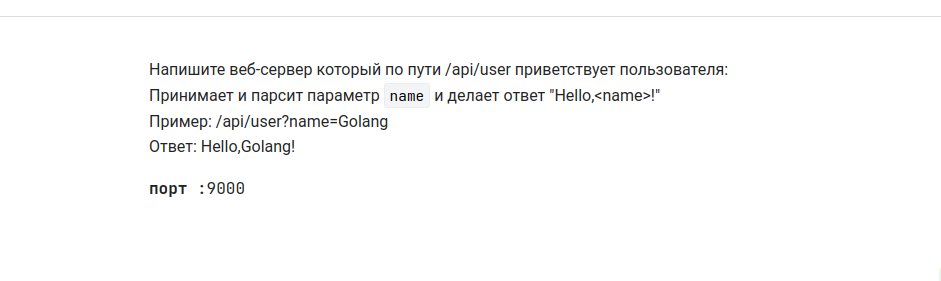 Напишите веб-сервер который по пути /api/user приветствует пользователя:
Принимает и парсит параметр name и делает ответ "Hello,<name>!"
Пример: /api/user?name=Golang
Ответ: Hello,Golang!
порт :9000